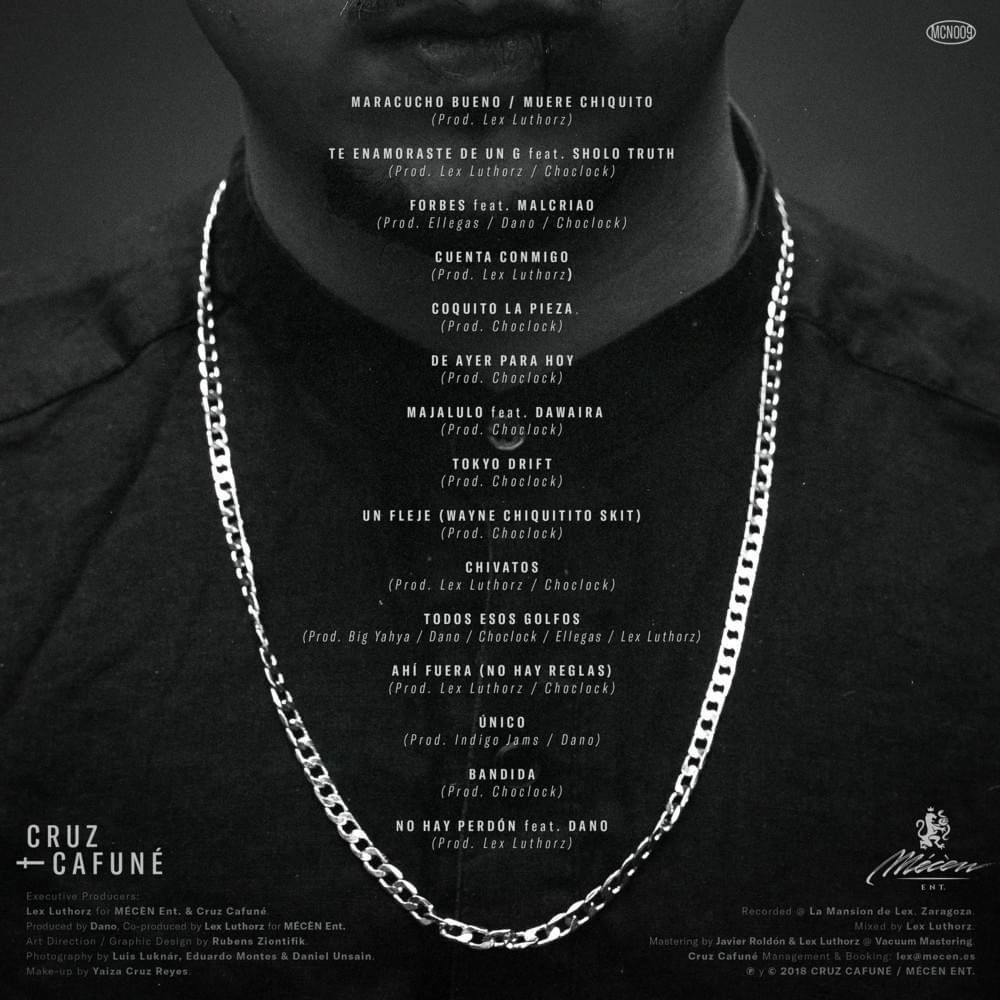 MCN009
MARACUCHO BUENO / MUERE CHIQUITO
(Prod. Lex Luthorz)
TE ENAMORASTE DE UN G feat. SHOLO TRUTH
(Prod. Lex Luthorz / Choclock)
FORBES feat. MALCRIAO
(Prod. Ellegas / Dano / Choclock)
CUENTA CONMIGO
(Prod. Lex Luthorz)
COQUITO LA PIEZA.
(Prod. Choclock)
DE AYER PARA HOY
(Prod. Choclock)
MAJALULO feat. DAWAIRA
(Prod. Choclock)
TOKYO DRIFT
(Prod. Choclock)
UN FLEJE (WAYNE CHIQUITITO SKIT)
(Prod. Choclock)
CHIVATOS
(Prod. Lex Luthorz / Choclock)
TODOS ESOS GOLFOS
(Prod. Big Yahya / Dano / Choclock / Ellegas / Lex Luthorz)
AHÍ FUERA (NO HAY REGLAS)
(Prod. Lex Luthorz / Choclock)
ÚNICO
(Prod. Indigo Jams / Dano)
BANDIDA
(Prod. Choclock)
NO HAY PERDÓN feat. DANO
(Prod. Lex Luthorz)
CRUZ
CAFUNÉ
Executive Producers:
Lex Luthorz for MÉCÈN Ent. & Cruz Cafuné.
Produced by Dano, Co-produced by Lex Luthorz for MÉCÈN Ent.
Art Direction / Graphic Design by Rubens Ziontifik.
Photography by Luis Luknár, Eduardo Montes & Daniel Unsain.
Make-up by Yaiza Cruz Reyes.
Mécèn
ENT.
Recorded @ La Mansion de Lex. Zaragoza.
Mixed by Lex Luthorz.
Mastering by Javier Roldón & Lex Luthorz @ Vacuum Mastering.
Cruz Cafuné Management & Booking: lex@mecen.es
℗ y © 2018 CRUZ CAFUNÉ / MÉCÈN ENT.